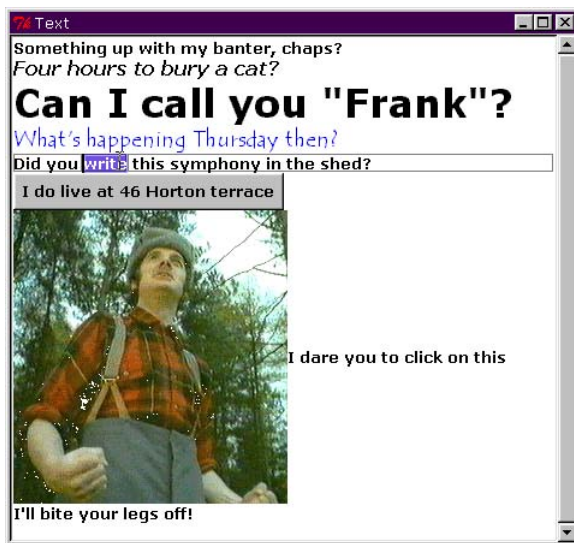 Text
Something up with my banter, chaps?
Four hours to bury a cat?
Can I call you "Frank"?
What's happening Thursday then?
Did you write this symphony in the shed?
I do live at 46 Horton terrace
I dare you to click on this
I'll bite your legs off!